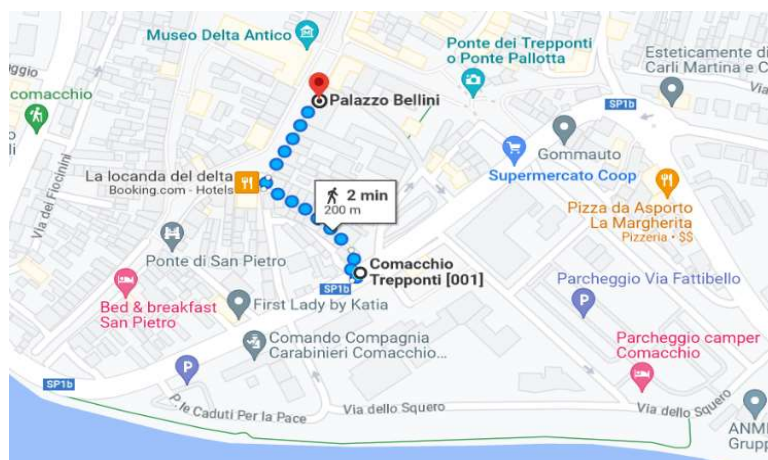 Museo Delta Antico
Ponte dei Trepponti
o Ponte Pallotta
Esteticamente di
Carli Martina e C
Via
comacchio
Palazzo Bellini
SP1b
Gommauto
Supermercato Coop
La locanda del delta
Booking.com - Hotels
2 min
200 m
Pizza da Asporto
La Margherita
Pizzeria • $$
Via dei Fiocinini
Ponte di San Pietro
Comacchio
Trepponti [001]
SP1b
Parcheggio Via Fattibello
P
Bed & breakfast
San Pietro
First Lady by Katia
Comando Compagnia
Carabinieri Comacchio...
Parcheggio camper
Comacchio
P
SP1b
P.le Caduti Per la Pace
Via dello Squero
Via dello Squero
ANMI
Grupp